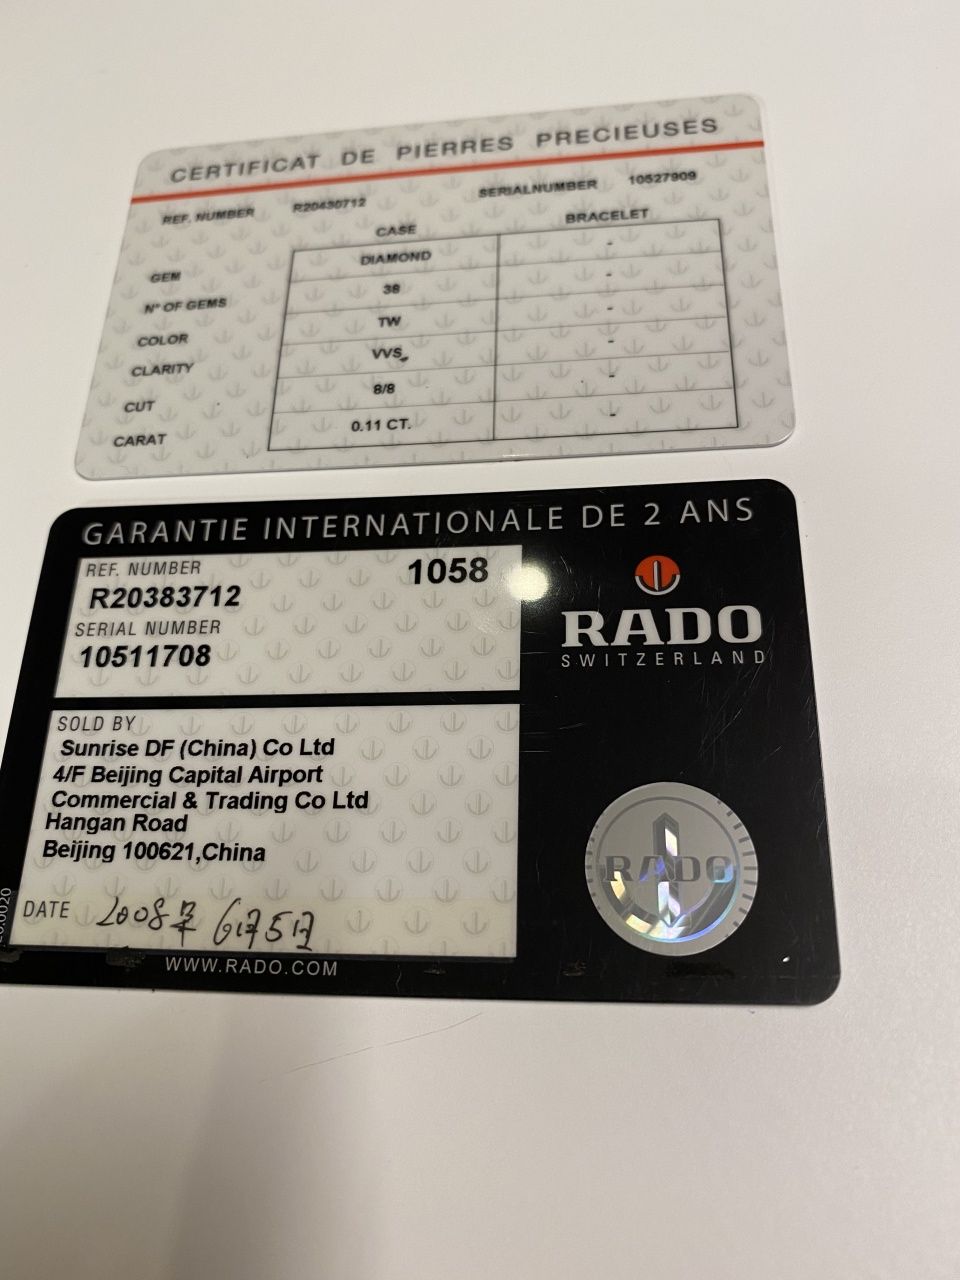 CERTIFICAT DE PIERRES PRECIEUSES
REF. NUMBER R20430712 SERIALNUMBER 10527909
CASE BRACELET
GEM DIAMOND -
N° OF GEMS 38 -
COLOR TW -
CLARITY VVS -
CUT 8/8 -
CARAT 0.11 CT. -
GARANTIE INTERNATIONALE DE 2 ANS
REF. NUMBER 1058
R20383712
SERIAL NUMBER
10511708
RADO
SWITZERLAND
SOLD BY
Sunrise DF (China) Co Ltd
4/F Beijing Capital Airport
Commercial & Trading Co Ltd
Hangan Road
Beijing 100621,China
RADO
DATE 2008年 6月5日
WWW.RADO.COM